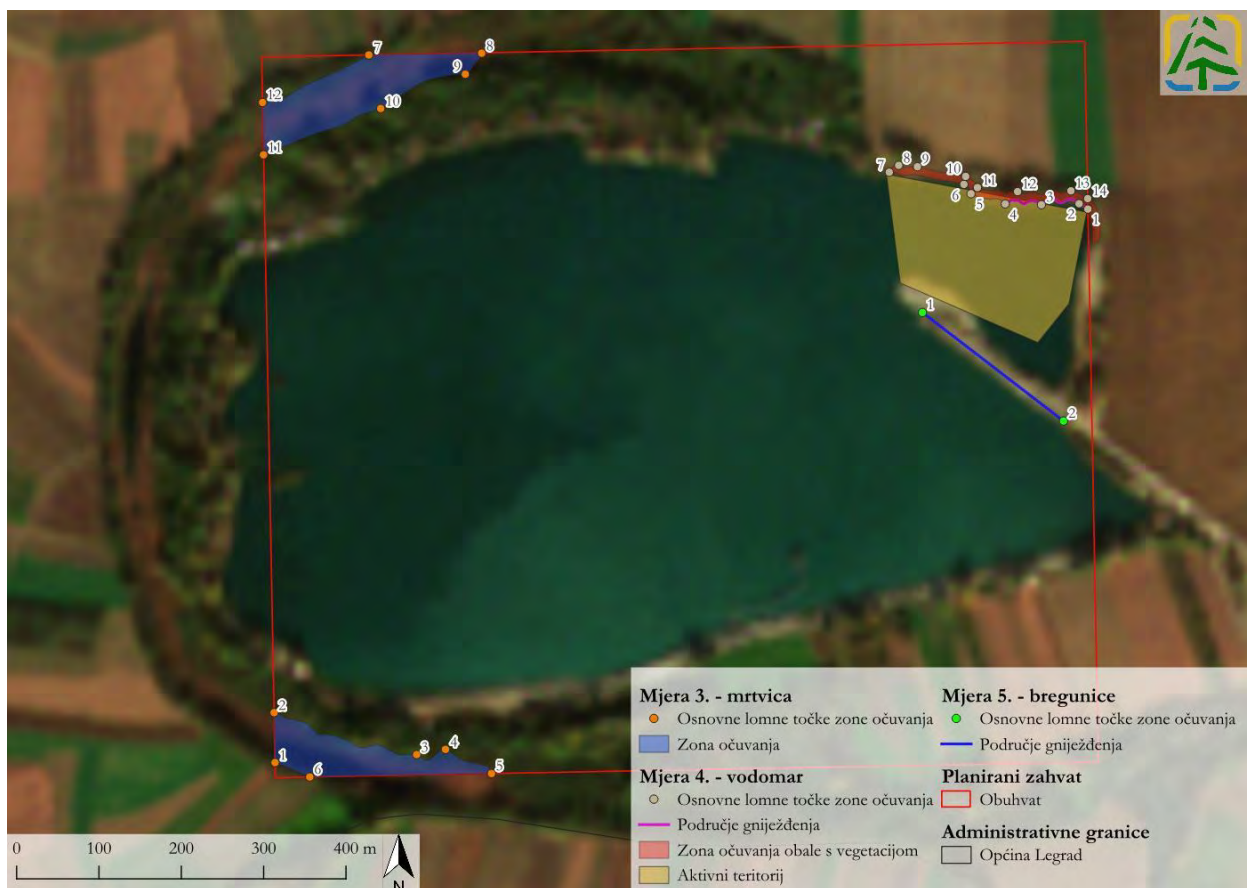 7
8
9
10
12
11
7
8
9
10
11
12
13
14
6
5
4
3
2
1
1
2
2
1
6
3
4
5
Mjera 3. - mrtvica
Osnovne lomne točke zone očuvanja
Zona očuvanja
Mjera 4. - vodomar
Osnovne lomne točke zone očuvanja
Područje gniježđenja
Zona očuvanja obale s vegetacijom
Aktivni teritorij
Mjera 5. - bregunice
Osnovne lomne točke zone očuvanja
Područje gniježđenja
Planirani zahvat
Obuhvat
Administrativne granice
Općina Legrad
0 100 200 300 400 m
N